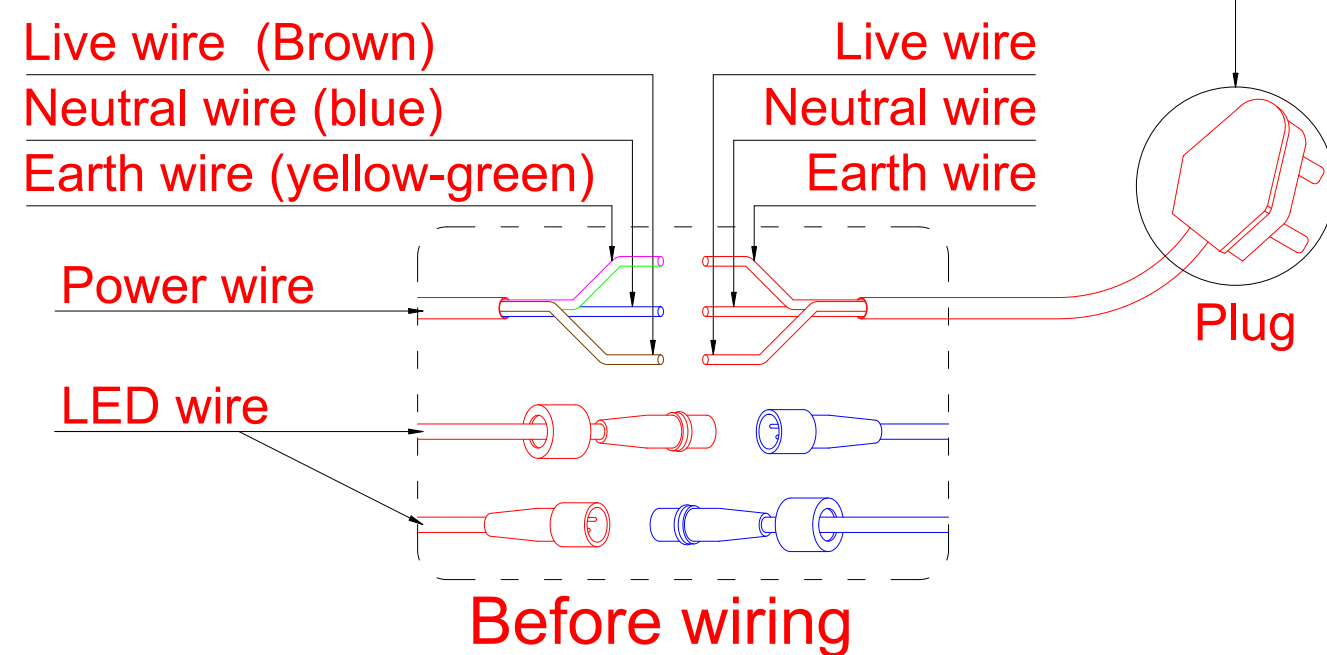 Live wire  (Brown)
Live wire
Neutral wire (blue)
Neutral wire
Earth wire (yellow-green)
Earth wire
Power wire
Plug
LED wire
Before wiring